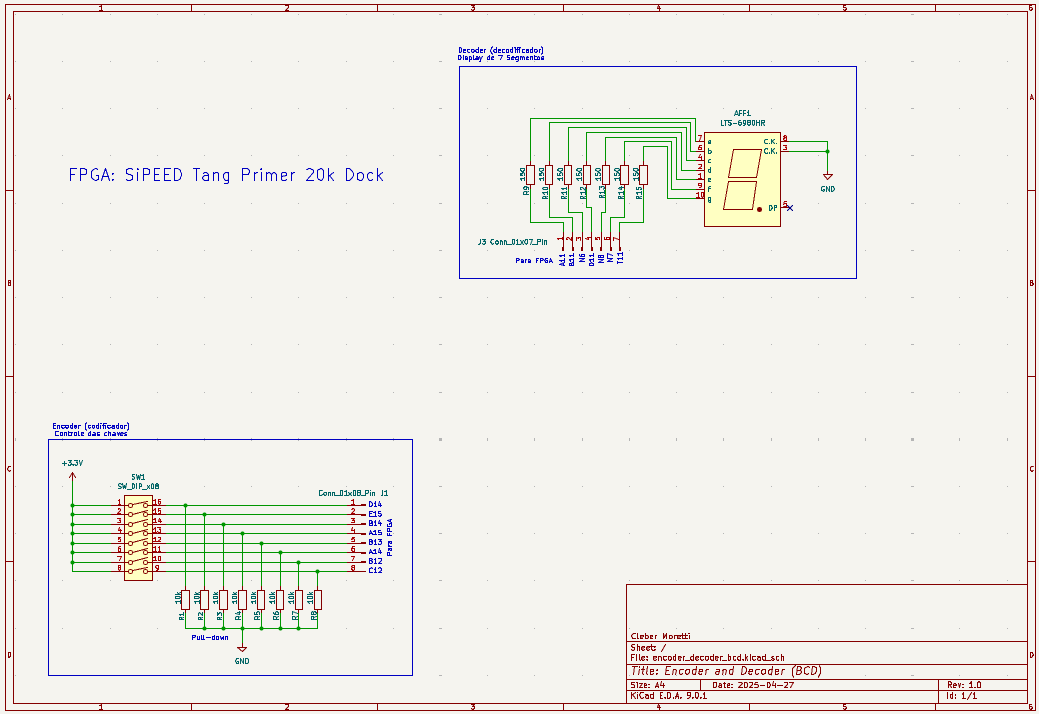 1 2 3 4 5 6
A A
B B
C C
D D
1 2 3 4 5 6
Decoder (decodificador)
Display de 7 Segmentos
AFF1
LTS-6980HR
7 a
6 b
4 c
2 d
1 e
9 f
10 g
C.K. 8
C.K. 3
DP 5
GND
150 150 150 150 150 150 150
R9 R10 R11 R12 R13 R14 R15
J3 Conn_01x07_Pin
1 2 3 4 5 6 7
Para FPGA
A11 B11 N6 D11 N8 N7 T11
FPGA: SiPEED Tang Primer 20k Dock
Encoder (codificador)
Controle das chaves
+3.3V
SW1
SW_DIP_x08
Conn_01x08_Pin J1
1 16 1 D14
2 15 2 E15
3 14 3 B14
4 13 4 A15
5 12 5 B13
6 11 6 A14
7 10 7 B12
8 9 8 C12
Para FPGA
10k 10k 10k 10k 10k 10k 10k 10k
R1 R2 R3 R4 R5 R6 R7 R8
Pull-down
GND
Cleber Moretti
Sheet: /
File: encoder_decoder_bcd.kicad_sch
Title: Encoder and Decoder (BCD)
Size: A4 Date: 2025-04-27 Rev: 1.0
KiCad E.D.A. 9.0.1 Id: 1/1